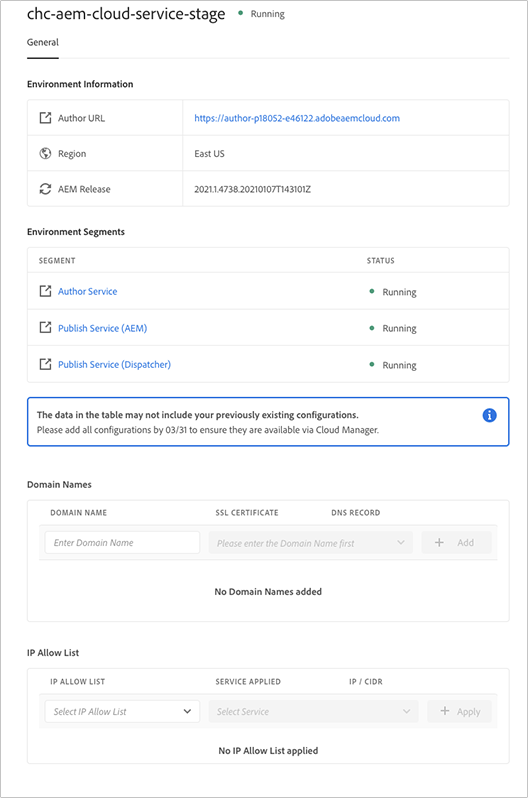 chc-aem-cloud-service-stage Running
General
Environment Information
Author URL https://author-p18052-e46122.adobeaemcloud.com
Region East US
AEM Release 2021.1.4738.20210107T143101Z
Environment Segments
SEGMENT STATUS
Author Service Running
Publish Service (AEM) Running
Publish Service (Dispatcher) Running
The data in the table may not include your previously existing configurations.
Please add all configurations by 03/31 to ensure they are available via Cloud Manager.
Domain Names
DOMAIN NAME SSL CERTIFICATE DNS RECORD
Enter Domain Name Please enter the Domain Name first + Add
No Domain Names added
IP Allow List
IP ALLOW LIST SERVICE APPLIED IP / CIDR
Select IP Allow List Select Service + Apply
No IP Allow List applied